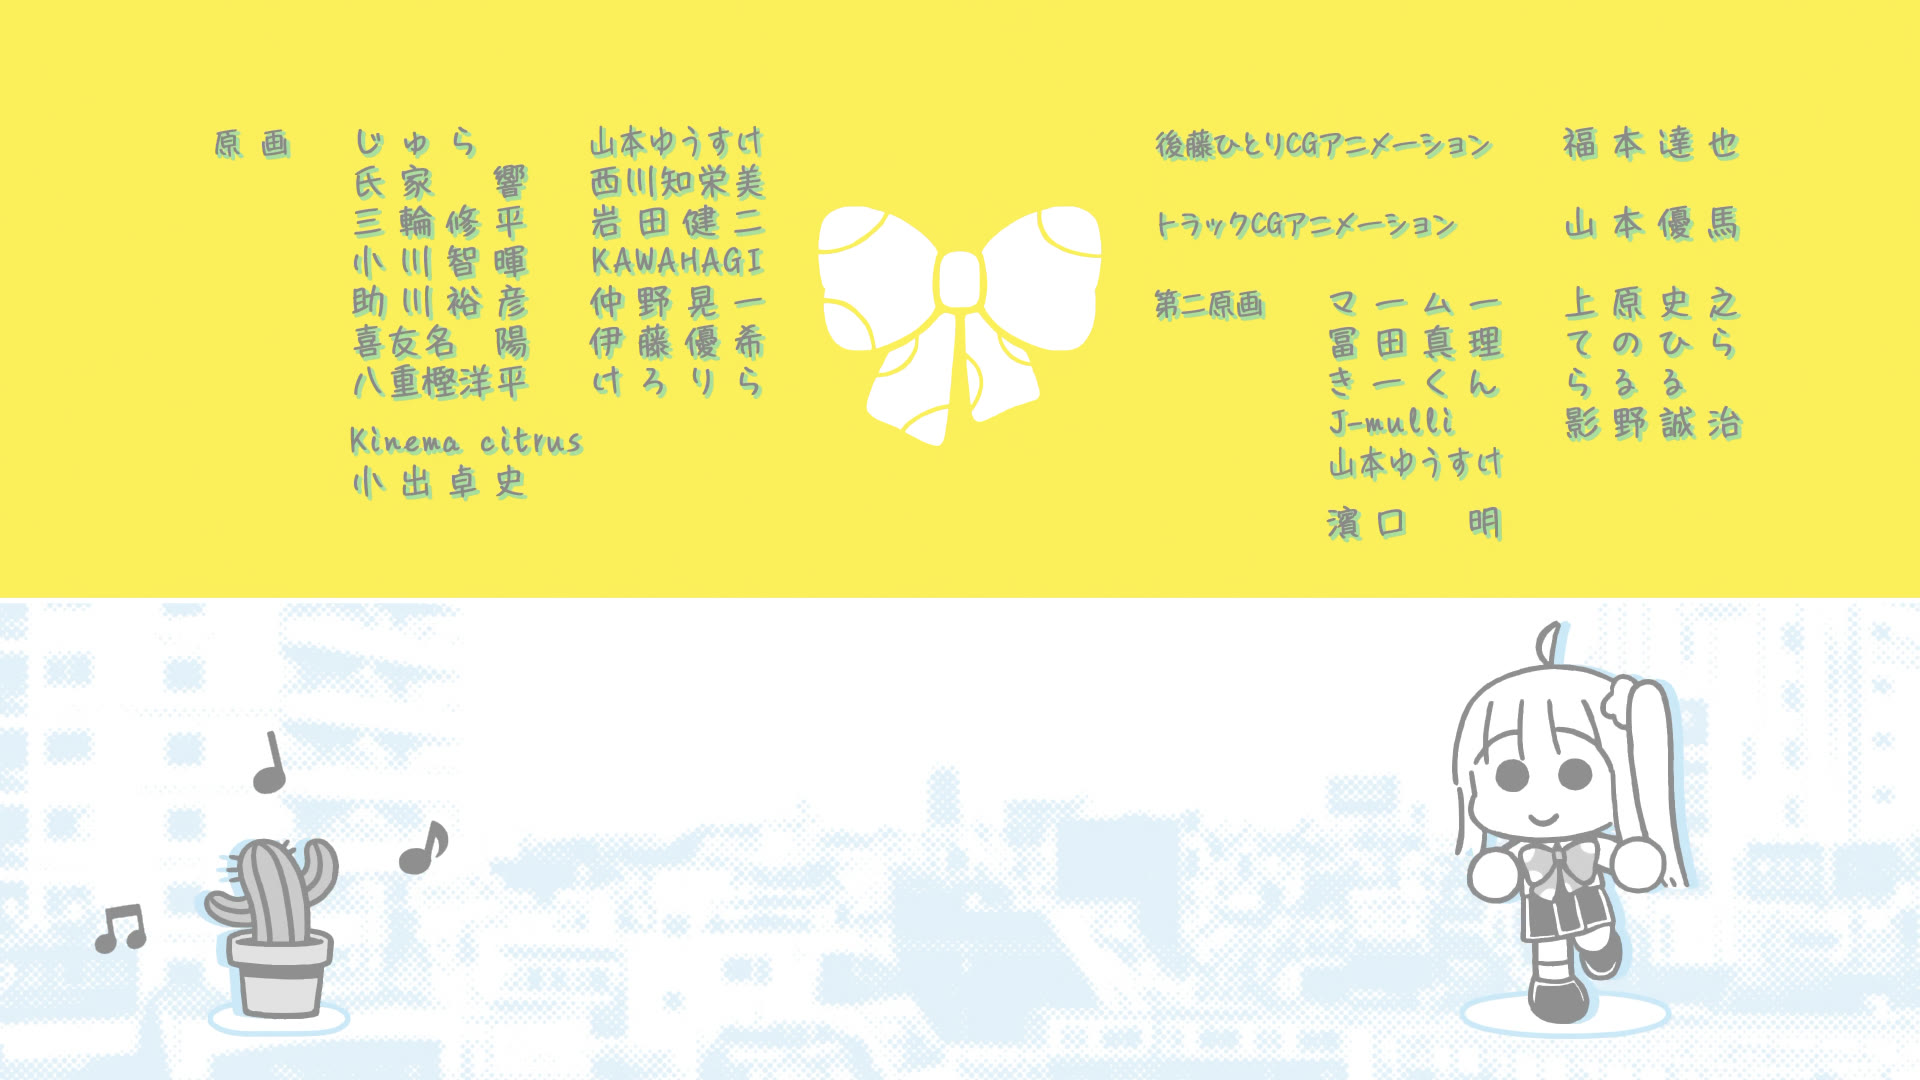 原画 じゅら 山本ゆうすけ
氏家 響 西川知栄美
三輪修平 岩田健二
小川智暉 KAWAHAGI
助川裕彦 仲野晃一
喜友名 陽 伊藤優希
八重樫洋平 けろりら
Kinema citrus
小出卓史
後藤ひとりCGアニメーション 福本達也
トラックCGアニメーション 山本優馬
第二原画 マームー 上原史之
冨田真理 てのひら
きーくん らるる
J-mulli 影野誠治
山本ゆうすけ
濱口 明